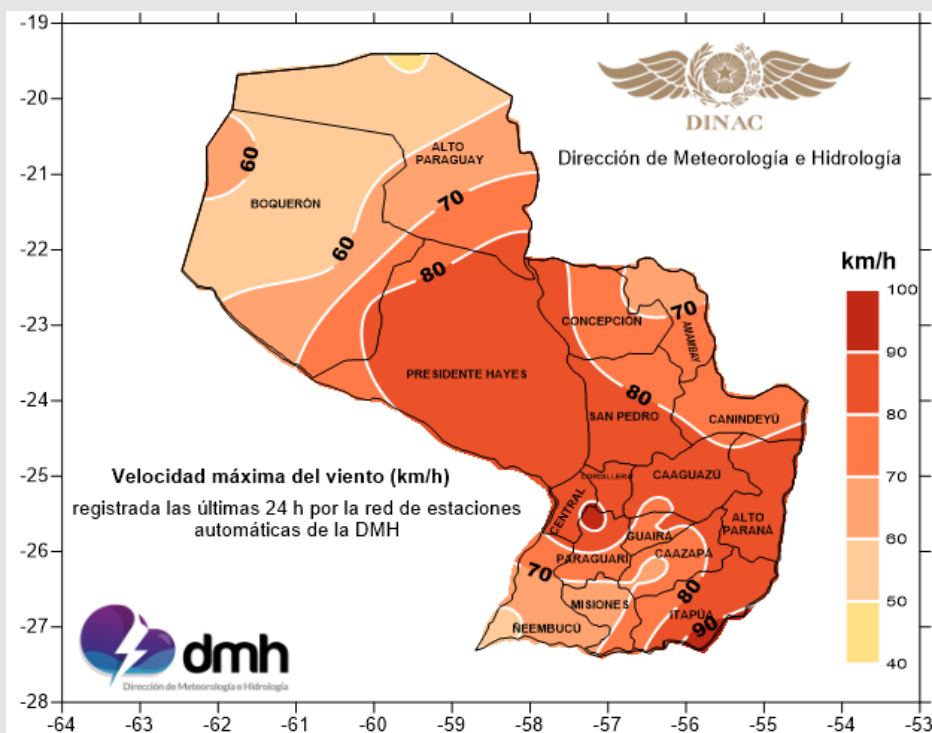 -19
-20
-21
-22
-23
-24
-25
-26
-27
-28
-64
-63
-62
-61
-60
-59
-58
-57
-56
-55
-54
-53
DINAC
Dirección de Meteorología e Hidrología
ALTO
PARAGUAY
60
BOQUERÓN
70
60
80
km/h
100
90
80
70
60
50
40
70
CONCEPCIÓN
AMAMBAY
PRESIDENTE HAYES
80
SAN PEDRO
CANINDEYÚ
Velocidad máxima del viento (km/h)
registrada las últimas 24 h por la red de estaciones
automáticas de la DMH
CORDILLERA
CAAGUAZÚ
CENTRAL
ALTO
PARANÁ
GUAIRA
CAAZAPÁ
PARAGUARÍ
70
80
MISIONES
ITAPÚA
90
ÑEEMBUCÚ
dmh
Dirección de Meteorología e Hidrología